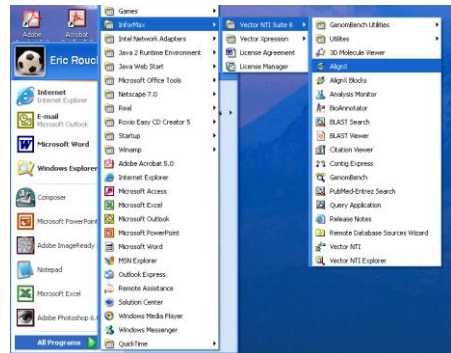 Adobe
Acrobat
Eric Rouc
Internet
Internet Explorer
E-mail
Microsoft Outlook
Microsoft Word
Windows Explorer
Composer
Microsoft PowerPoint
Adobe ImageReady
Notepad
Microsoft Excel
Adobe Photoshop 6.
All Programs
Games
InforMax
Intel Network Adapters
Java 2 Runtime Environment
Java Web Start
Microsoft Office Tools
Netscape 7.0
Real
Roxio Easy CD Creator 5
Startup
Winamp
Adobe Acrobat 5.0
Internet Explorer
Microsoft Access
Microsoft Excel
Microsoft Outlook
Microsoft PowerPoint
Microsoft Word
MSN Explorer
Outlook Express
Remote Assistance
Solution Center
Windows Media Player
Windows Messenger
QuickTime
Vector NTI Suite 8
Vector Xpression
License Agreement
License Manager
GenomBench Utilities
Utilites
3D Molecule Viewer
AlignX
AlignX Blocks
Analysis Monitor
BioAnnotator
BLAST Search
BLAST Viewer
Citation Viewer
Contig Express
GenomBench
PubMed-Entrez Search
Query Application
Release Notes
Remote Database Sources Wizard
Vector NTI
Vector NTI Explorer